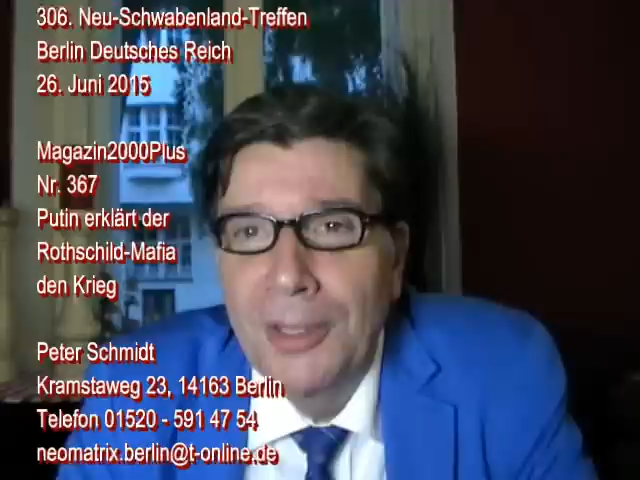 306. Neu-Schwabenland-Treffen
Berlin Deutsches Reich
26. Juni 2015
Magazin2000Plus
Nr. 367
Putin erklärt der
Rothschild-Mafia
den Krieg
Peter Schmidt
Kramstaweg 23, 14163 Berlin
Telefon 01520 - 591 47 54
neomatrix.berlin@t-online.de